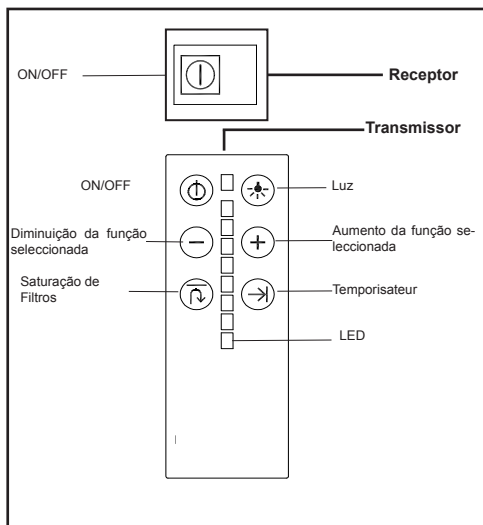 ON/OFF
Receptor
Transmissor
ON/OFF
Luz
Diminuição da função
seleccionada
Aumento da função se-
leccionada
Saturação de
Filtros
Temporisateur
LED